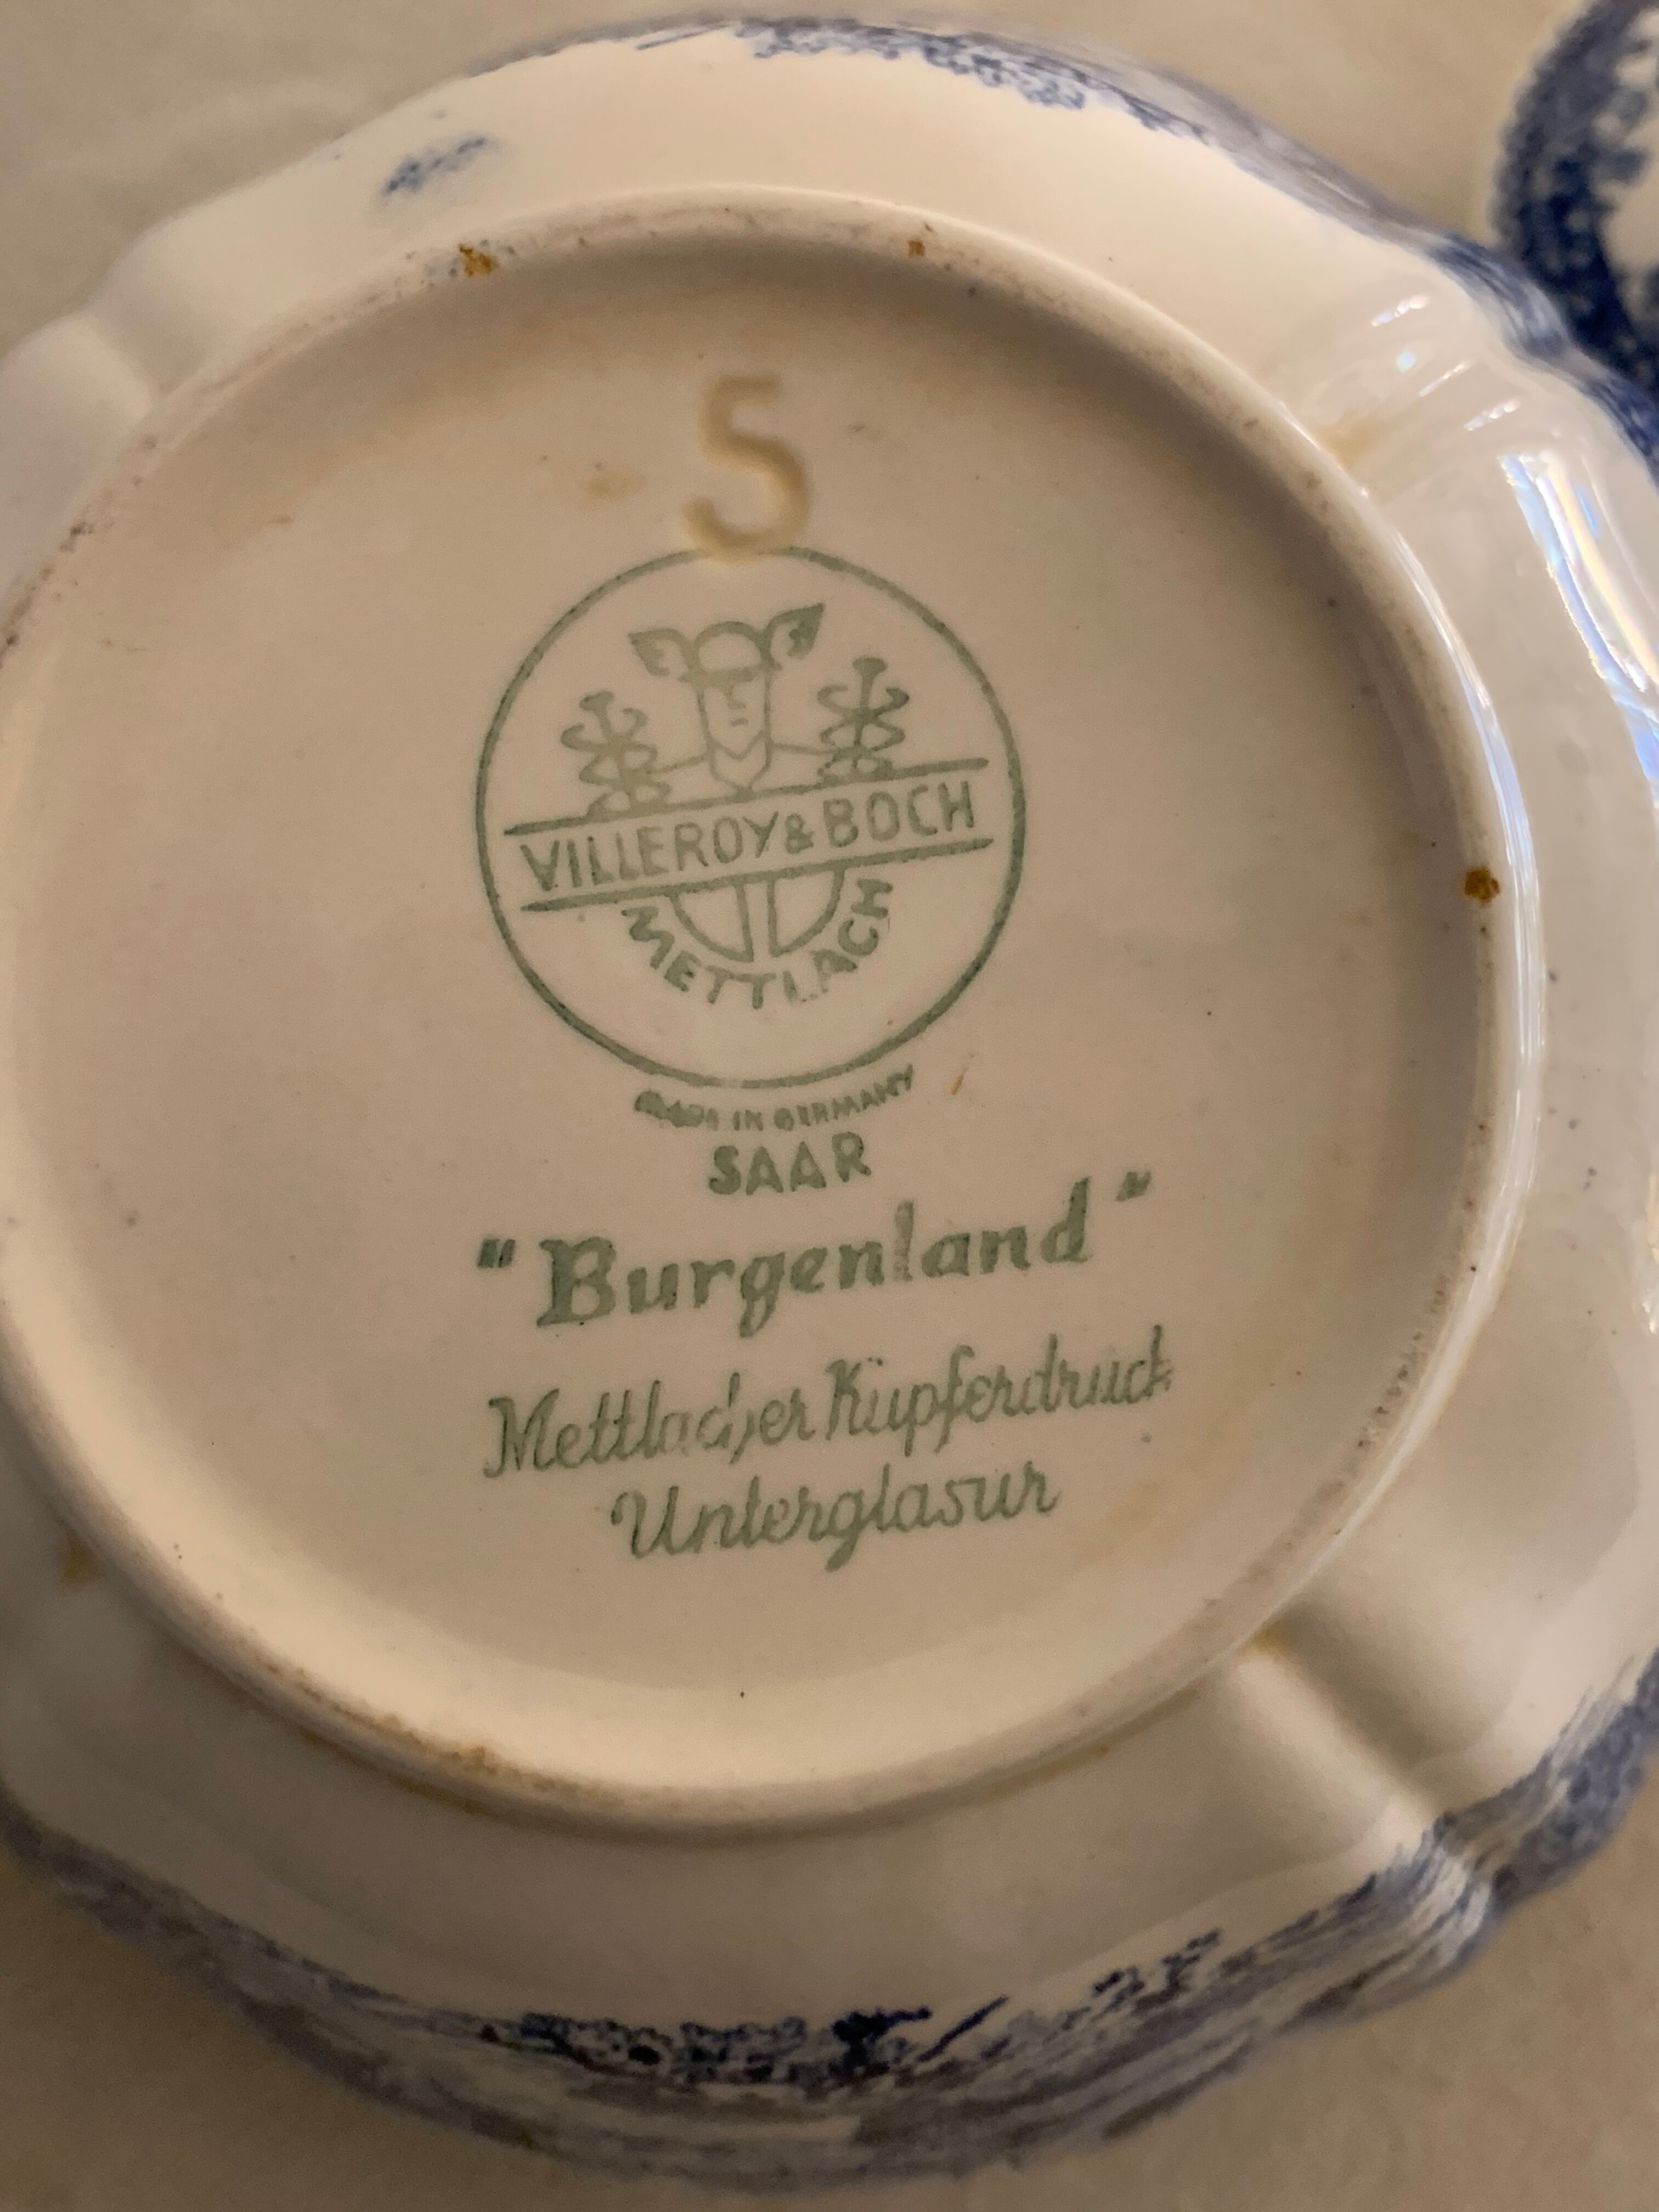 5
VILLEROY & BOCH
METTLACH
MADE IN GERMANY
SAAR
"Burgenland"
Mettlacher Kupferdruck
Unterglasur